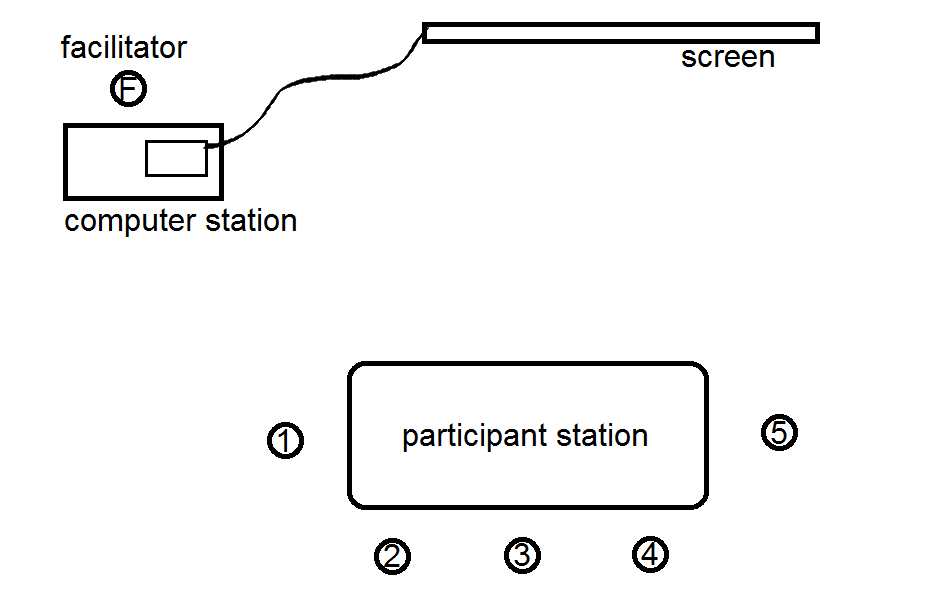 facilitator
F
screen
computer station
participant station
1
5
2
3
4